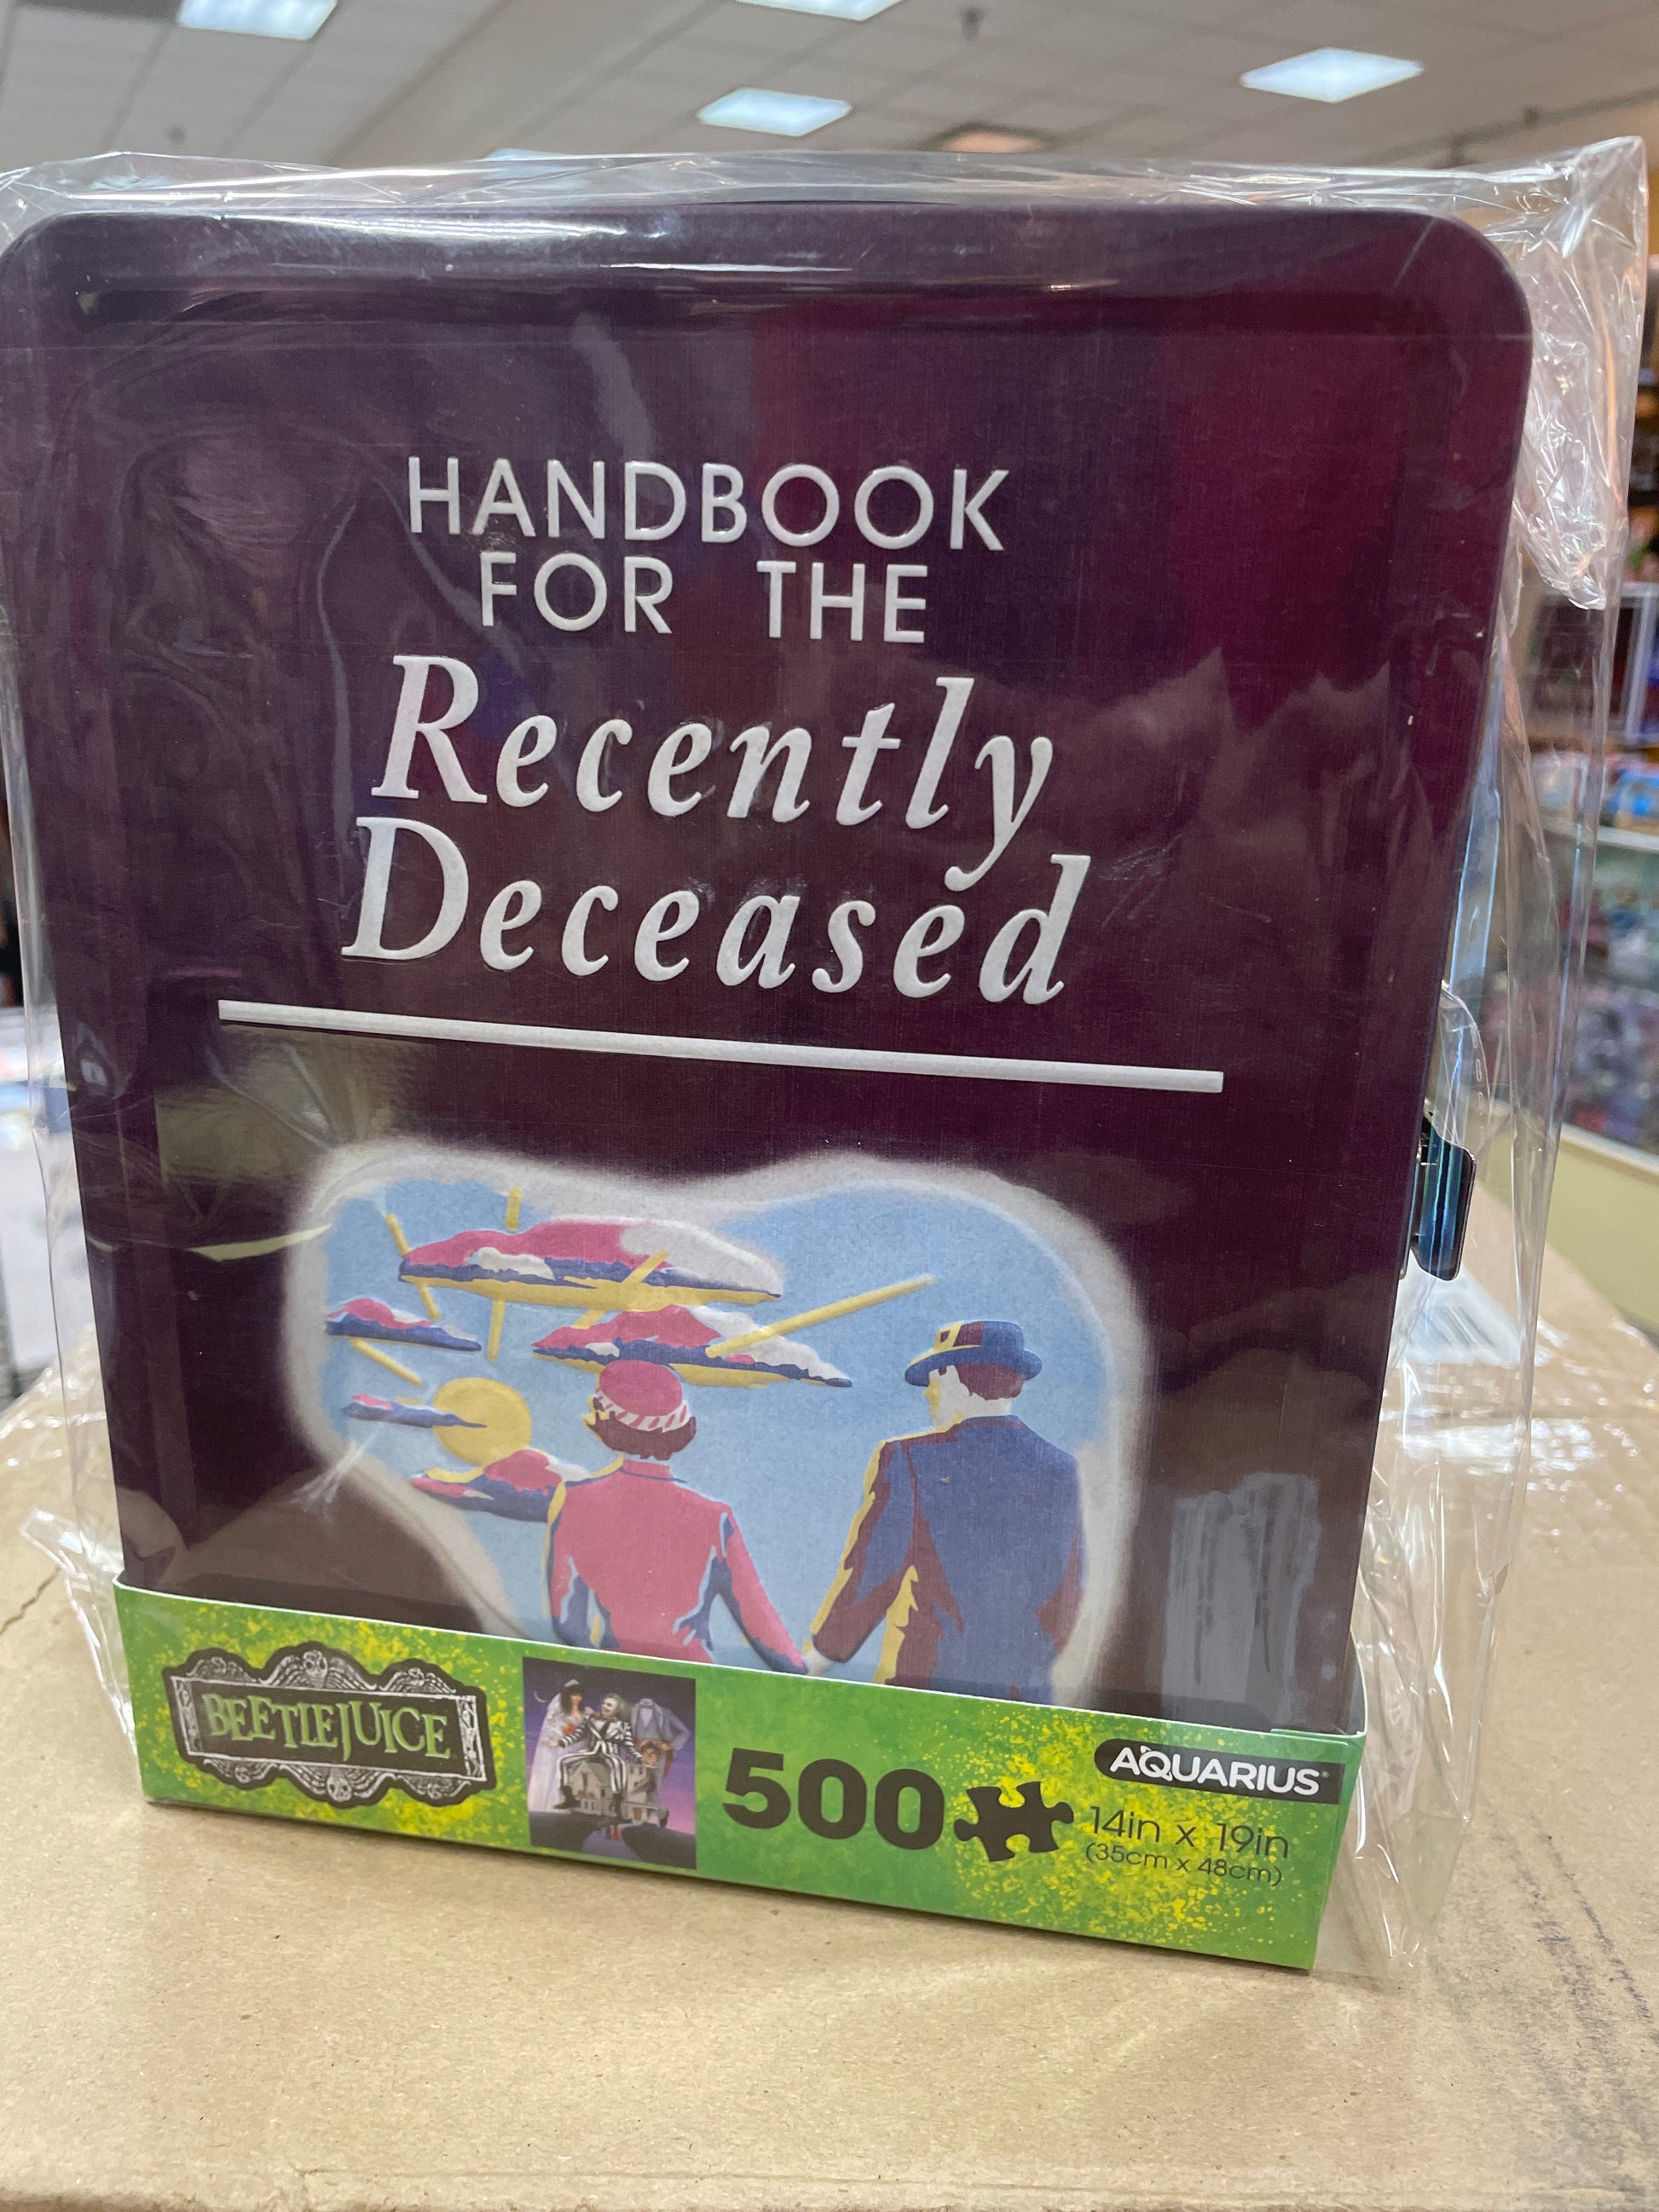 HANDBOOK
FOR THE
Recently
Deceased
BEETLEJUICE
500
AQUARIUS
14in x 19in
(35cm x 48cm)